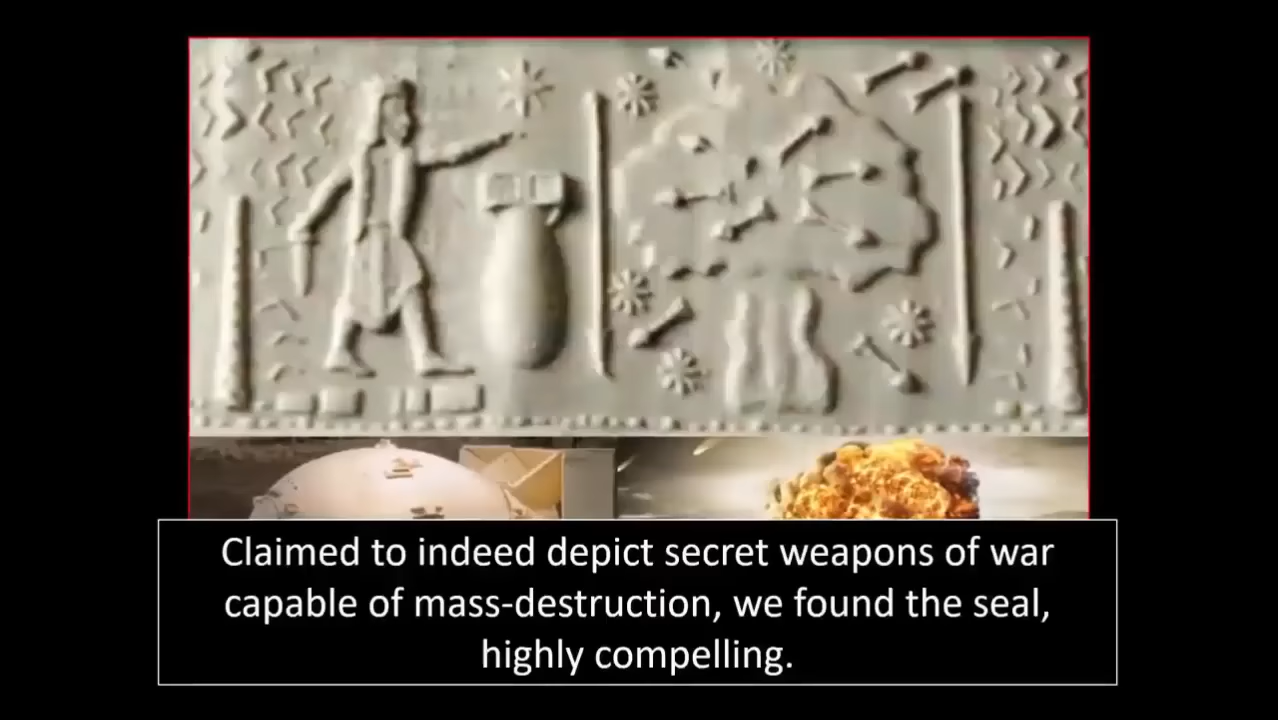 Claimed to indeed depict secret weapons of war
capable of mass-destruction, we found the seal,
highly compelling.